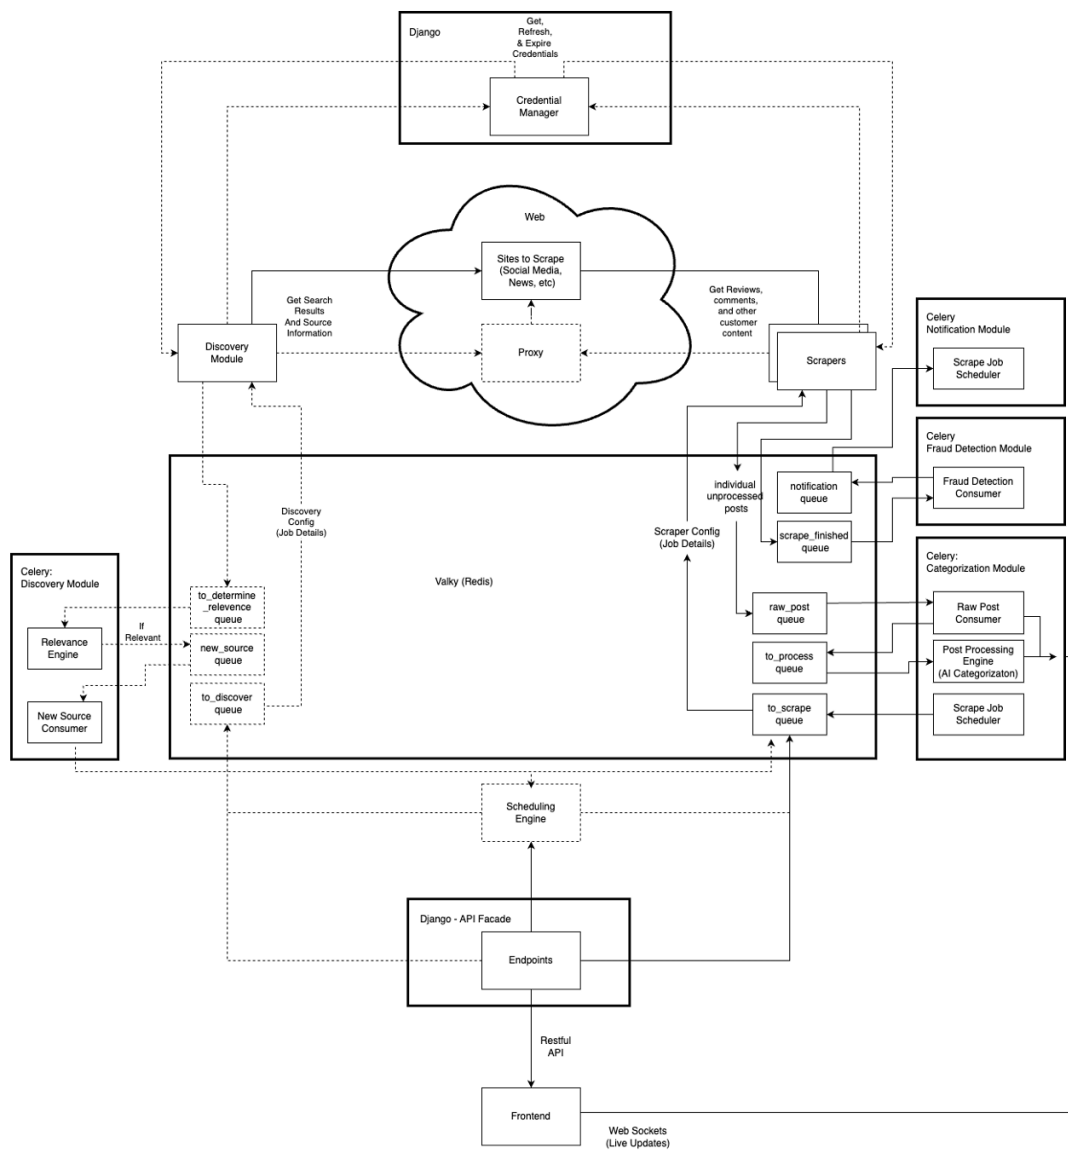 Django
Get,
Refresh,
& Expire
Credentials
Credential
Manager
Web
Sites to Scrape
(Social Media,
News, etc)
Get Search
Results
And Source
Information
Get Reviews,
comments,
and other
customer
content
Discovery
Module
Proxy
Scrapers
Celery
Notification Module
Scrape Job
Scheduler
Celery
Fraud Detection Module
Fraud Detection
Consumer
individual
unprocessed
posts
notification
queue
Discovery
Config
(Job Details)
Scraper Config
(Job Details)
scrape_finished
queue
Celery:
Discovery Module
Valky (Redis)
Celery:
Categorization Module
to_determine
_relevence
queue
raw_post
queue
Raw Post
Consumer
If
Relevant
Relevance
Engine
new_source
queue
to_process
queue
Post Processing
Engine
(AI Categorizaton)
New Source
Consumer
to_discover
queue
to_scrape
queue
Scrape Job
Scheduler
Scheduling
Engine
Django - API Facade
Endpoints
Restful
API
Frontend
Web Sockets
(Live Updates)